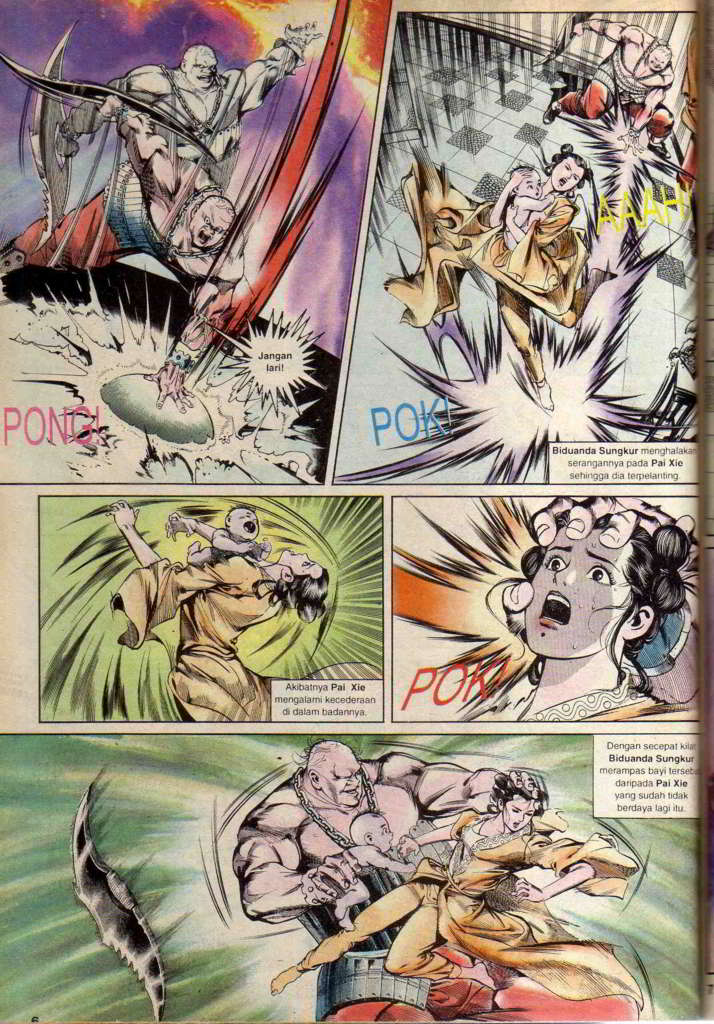 Jangan
lari!
PONG!
AAAH!
POK!
Biduanda Sungkur menghalakan
serangannya pada Pai Xie
sehingga dia terpelanting.
Akibatnya Pai Xie
mengalami kecederaan
di dalam badannya.
POK!
Dengan secepat kilat
Biduanda Sungkur
merampas bayi terseb
daripada Pai Xie
yang sudah tidak
berdaya lagi itu.
6